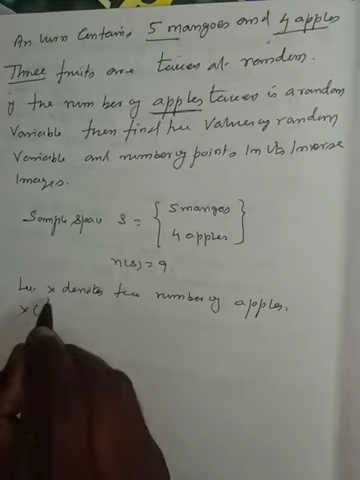 An urn Contains 5 mangoes and 4 apples
Three fruits are taken at random.
if the number of apples taken is a random
Variable then find the Values of random
Variable and number of points in its Inverse
Images.
Sample space S = { 5 mangos
4 apples }
n(s) = 9.
Let x denotes the number of apples.
x(